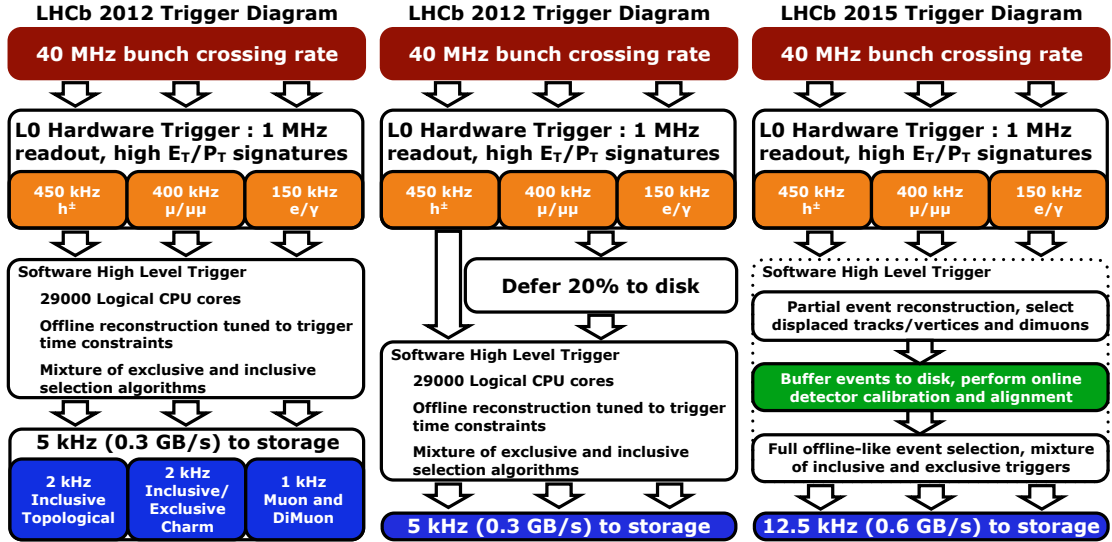 LHCb 2012 Trigger Diagram
40 MHz bunch crossing rate
L0 Hardware Trigger : 1 MHz
readout, high E_T/P_T signatures
450 kHz
h±
400 kHz
μ/μμ
150 kHz
e/γ
Software High Level Trigger
29000 Logical CPU cores
Offline reconstruction tuned to trigger
time constraints
Mixture of exclusive and inclusive
selection algorithms
5 kHz (0.3 GB/s) to storage
2 kHz
Inclusive
Topological
2 kHz
Inclusive/
Exclusive
Charm
1 kHz
Muon and
DiMuon
LHCb 2012 Trigger Diagram
40 MHz bunch crossing rate
L0 Hardware Trigger : 1 MHz
readout, high E_T/P_T signatures
450 kHz
h±
400 kHz
μ/μμ
150 kHz
e/γ
Defer 20% to disk
Software High Level Trigger
29000 Logical CPU cores
Offline reconstruction tuned to trigger
time constraints
Mixture of exclusive and inclusive
selection algorithms
5 kHz (0.3 GB/s) to storage
LHCb 2015 Trigger Diagram
40 MHz bunch crossing rate
L0 Hardware Trigger : 1 MHz
readout, high E_T/P_T signatures
450 kHz
h±
400 kHz
μ/μμ
150 kHz
e/γ
Software High Level Trigger
Partial event reconstruction, select
displaced tracks/vertices and dimuons
Buffer events to disk, perform online
detector calibration and alignment
Full offline-like event selection, mixture
of inclusive and exclusive triggers
12.5 kHz (0.6 GB/s) to storage